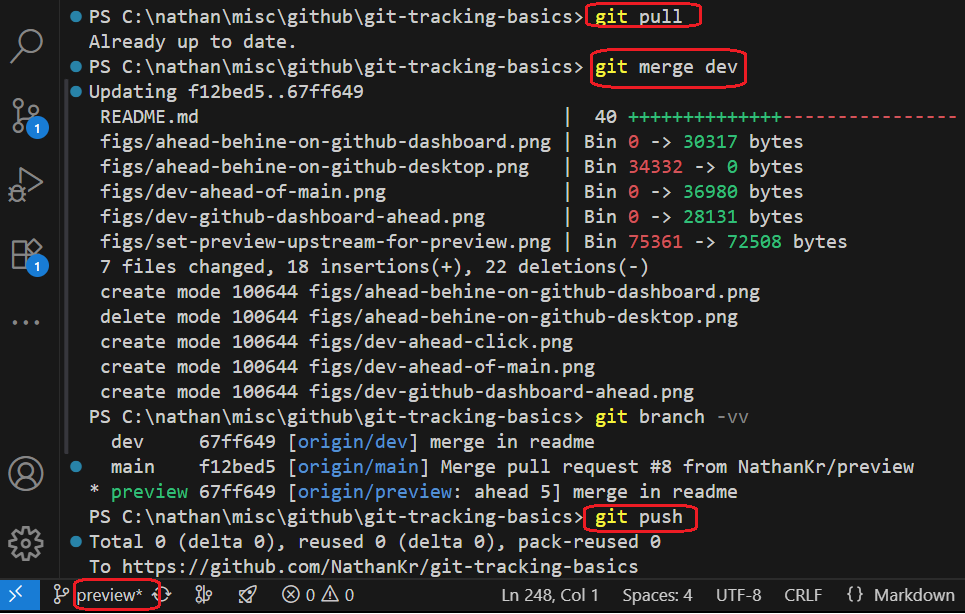 PS C:\nathan\misc\github\git-tracking-basics> git pull
Already up to date.
PS C:\nathan\misc\github\git-tracking-basics> git merge dev
Updating f12bed5..67ff649
README.md | 40 ++++++++++++++----------------
figs/ahead-behine-on-github-dashboard.png | Bin 0 -> 30317 bytes
figs/ahead-behine-on-github-desktop.png | Bin 34332 -> 0 bytes
figs/dev-ahead-of-main.png | Bin 0 -> 36980 bytes
figs/dev-github-dashboard-ahead.png | Bin 0 -> 28131 bytes
figs/set-preview-upstream-for-preview.png | Bin 75361 -> 72508 bytes
7 files changed, 18 insertions(+), 22 deletions(-)
create mode 100644 figs/ahead-behine-on-github-dashboard.png
delete mode 100644 figs/ahead-behine-on-github-desktop.png
create mode 100644 figs/dev-ahead-click.png
create mode 100644 figs/dev-ahead-of-main.png
create mode 100644 figs/dev-github-dashboard-ahead.png
PS C:\nathan\misc\github\git-tracking-basics> git branch -vv
dev 67ff649 [origin/dev] merge in readme
main f12bed5 [origin/main] Merge pull request #8 from NathanKr/preview
* preview 67ff649 [origin/preview: ahead 5] merge in readme
PS C:\nathan\misc\github\git-tracking-basics> git push
Total 0 (delta 0), reused 0 (delta 0), pack-reused 0
To https://github.com/NathanKr/git-tracking-basics
1
1
preview* 0 0 Ln 248, Col 1 Spaces: 4 UTF-8 CRLF {} Markdown